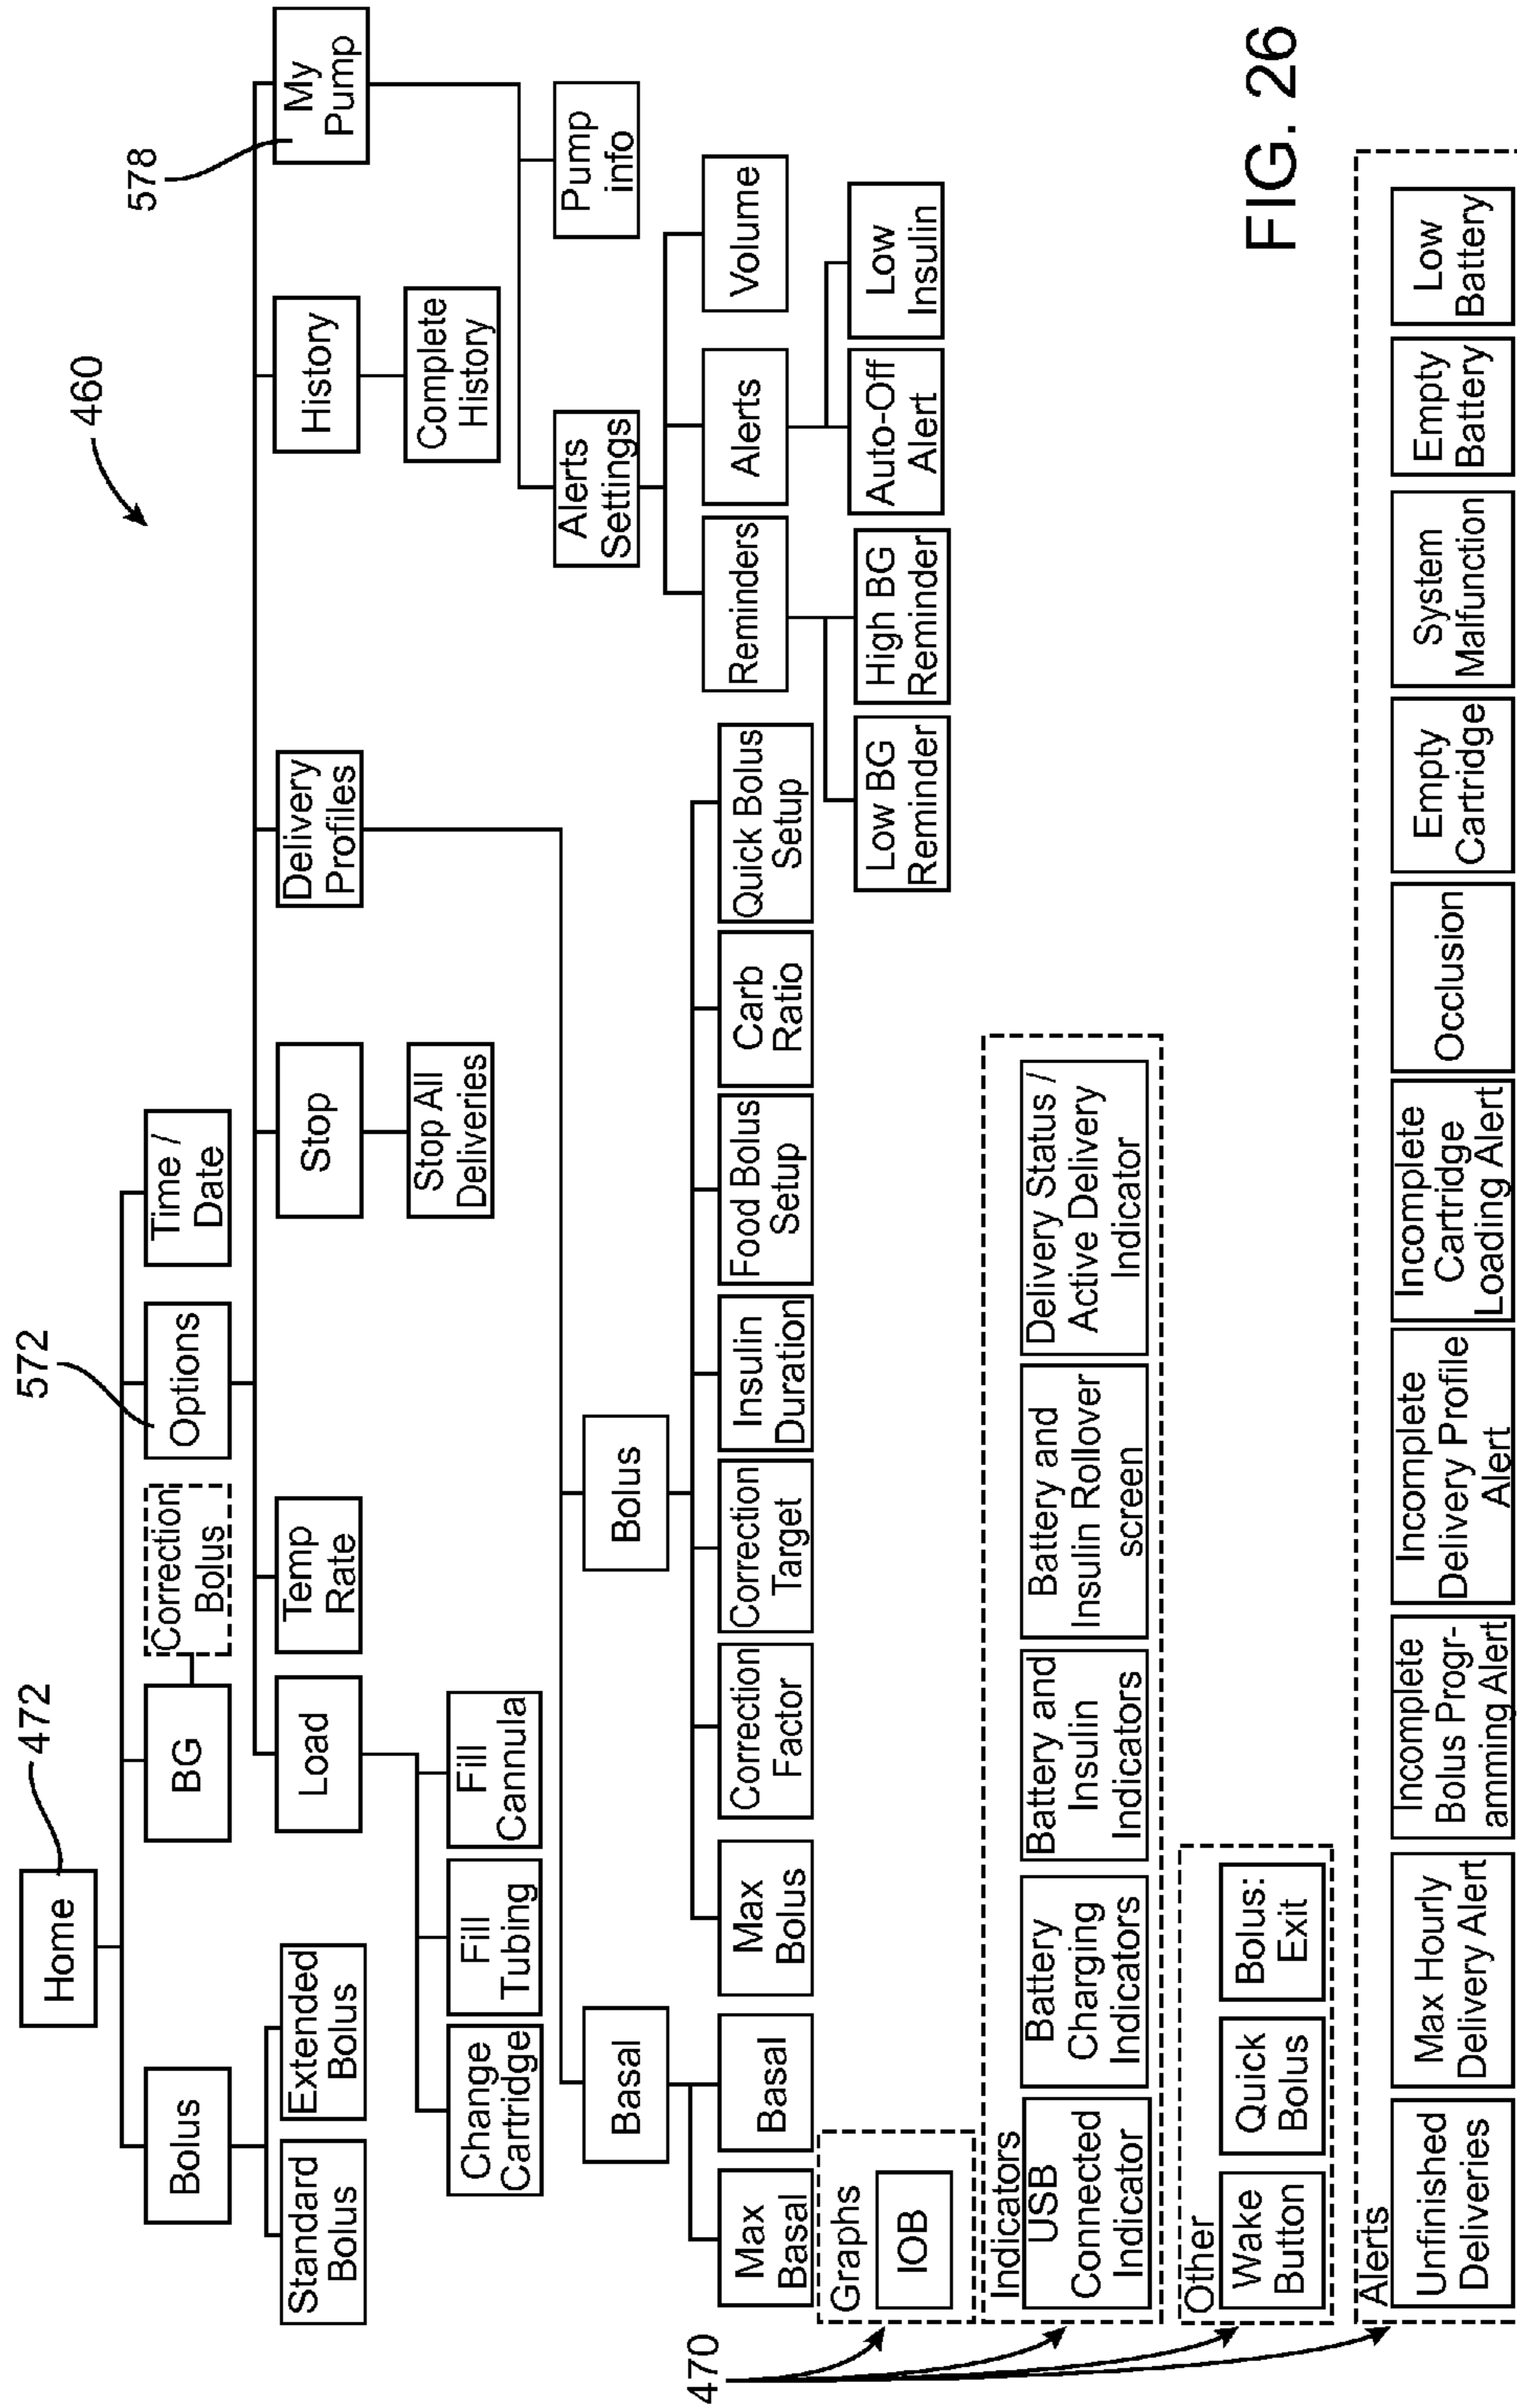 460
472
Home
572
Bolus
BG
Correction
Bolus
Options
Time /
Date
578
Standard
Bolus
Extended
Bolus
Load
Temp
Rate
Stop
Delivery
Profiles
History
My
Pump
Change
Cartridge
Fill
Tubing
Fill
Cannula
Stop All
Deliveries
Complete
History
Basal
Bolus
Alerts
Settings
Pump
info
Max
Basal
Basal
Max
Bolus
Correction
Factor
Correction
Target
Insulin
Duration
Food Bolus
Setup
Carb
Ratio
Quick Bolus
Setup
Reminders
Alerts
Volume
Low BG
Reminder
High BG
Reminder
Auto-Off
Alert
Low
Insulin
470
Graphs
IOB
Indicators
USB
Connected
Indicator
Battery
Charging
Indicators
Battery and
Insulin
Indicators
Battery and
Insulin Rollover
screen
Delivery Status /
Active Delivery
Indicator
Other
Wake
Button
Quick
Bolus
Bolus:
Exit
FIG. 26
Alerts
Unfinished
Deliveries
Max Hourly
Delivery Alert
Incomplete
Bolus Progr-
amming Alert
Incomplete
Delivery Profile
Alert
Incomplete
Cartridge
Loading Alert
Occlusion
Empty
Cartridge
System
Malfunction
Empty
Battery
Low
Battery